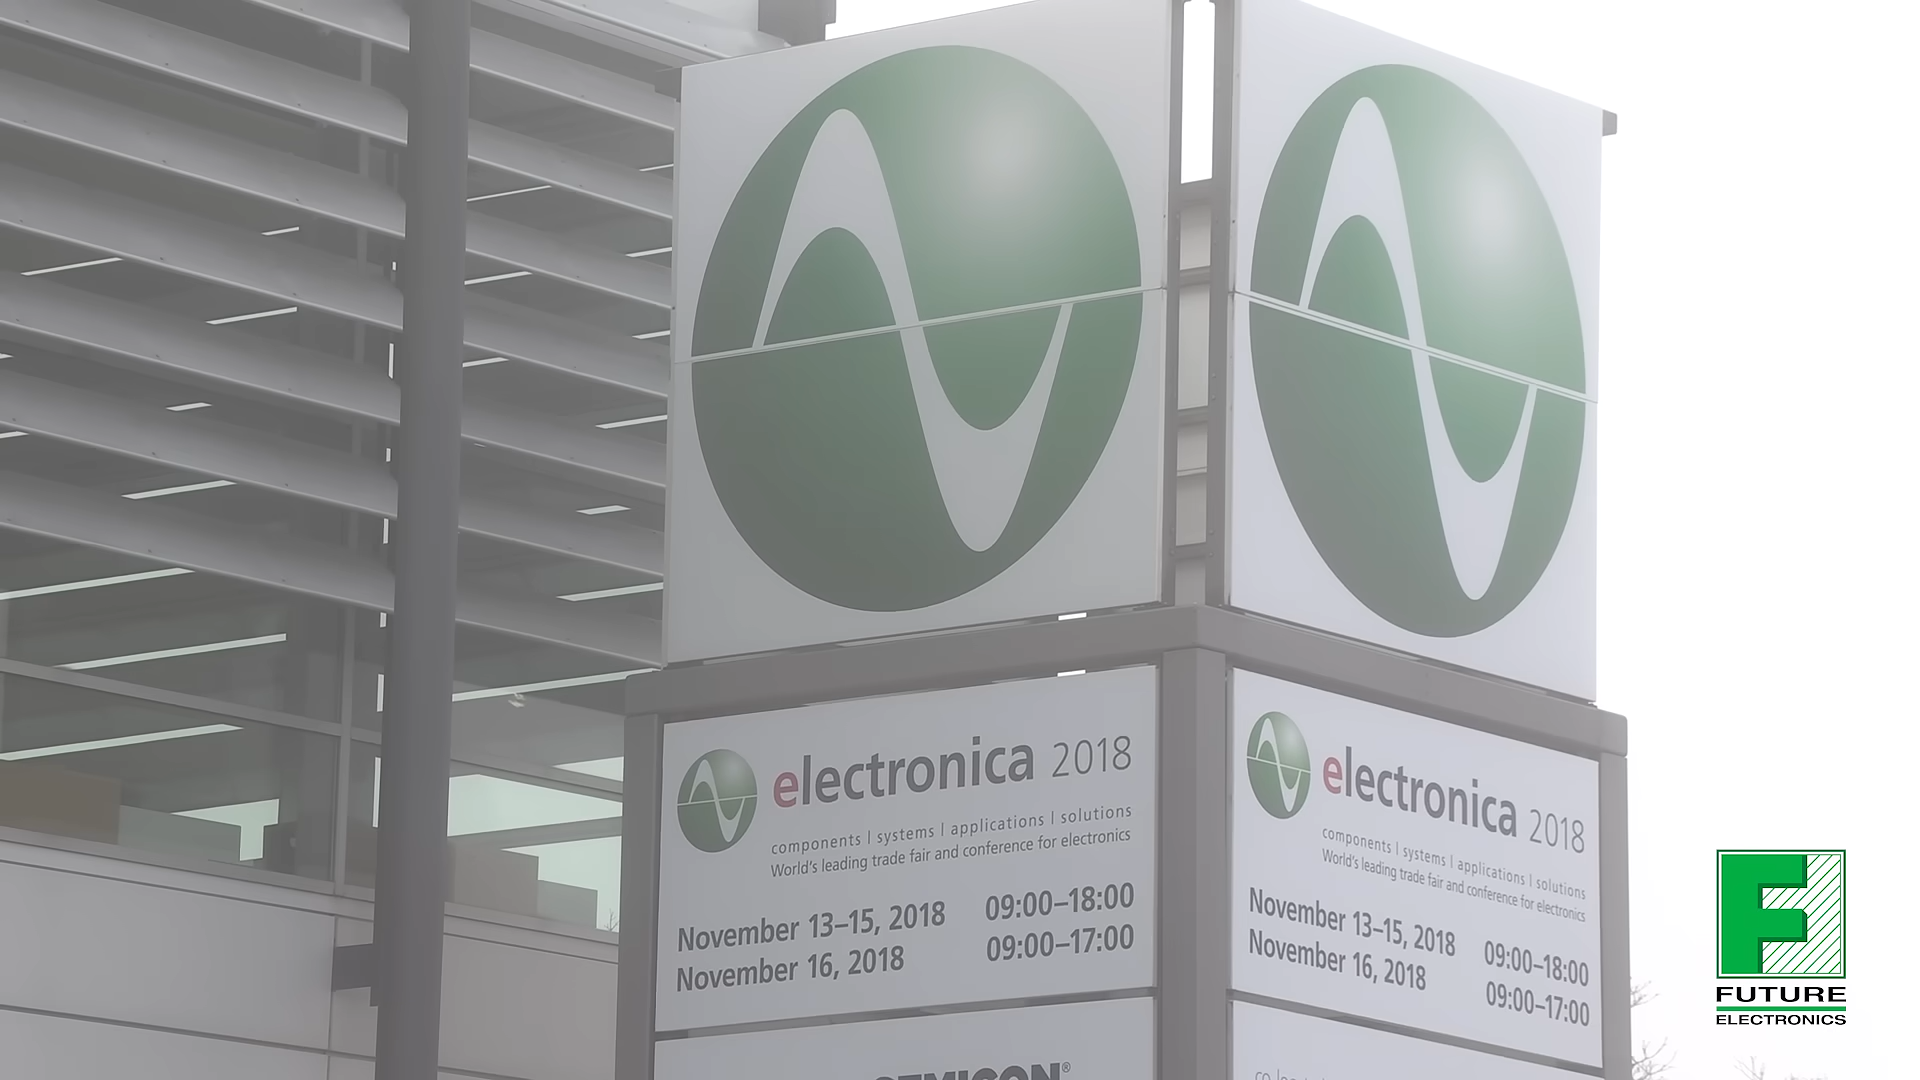 electronica 2018
components | systems | applications | solutions
World's leading trade fair and conference for electronics
November 13–15, 2018 09:00–18:00
November 16, 2018 09:00–17:00
electronica 2018
components | systems | applications | solutions
World's leading trade fair and conference for electronics
November 13–15, 2018 09:00–18:00
November 16, 2018 09:00–17:00
F
FUTURE
ELECTRONICS